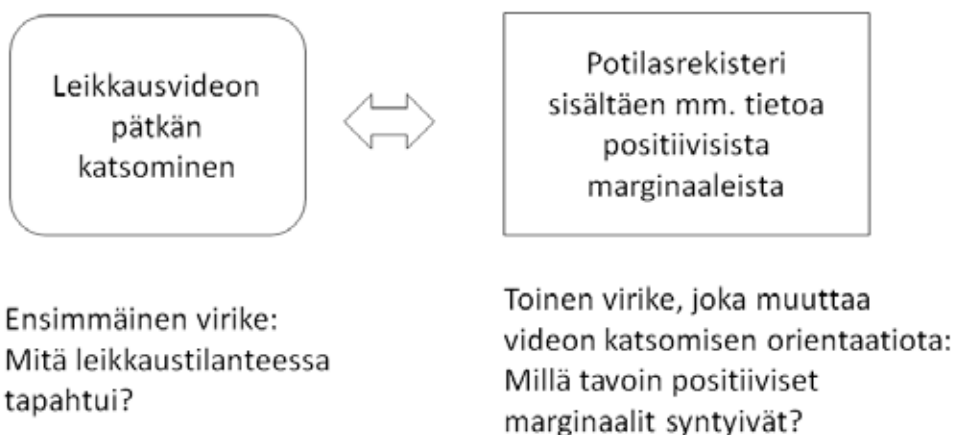 Leikkausvideon
pätkän
katsominen
Potilasrekisteri
sisältäen mm. tietoa
positiivisista
marginaaleista
Ensimmäinen virike:
Mitä leikkaustilanteessa
tapahtui?
Toinen virike, joka muuttaa
videon katsomisen orientaatiota:
Millä tavoin positiiviset
marginaalit syntyivät?